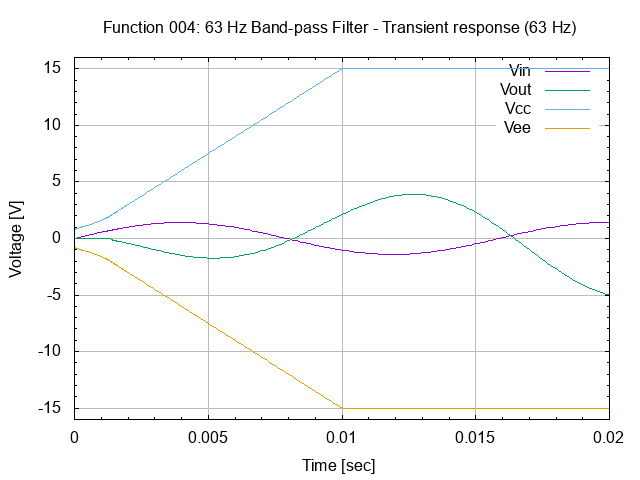 Function 004: 63 Hz Band-pass Filter - Transient response (63 Hz)
Vin
Vout
Vcc
Vee
15
10
5
0
-5
-10
-15
Voltage [V]
0 0.005 0.01 0.015 0.02
Time [sec]